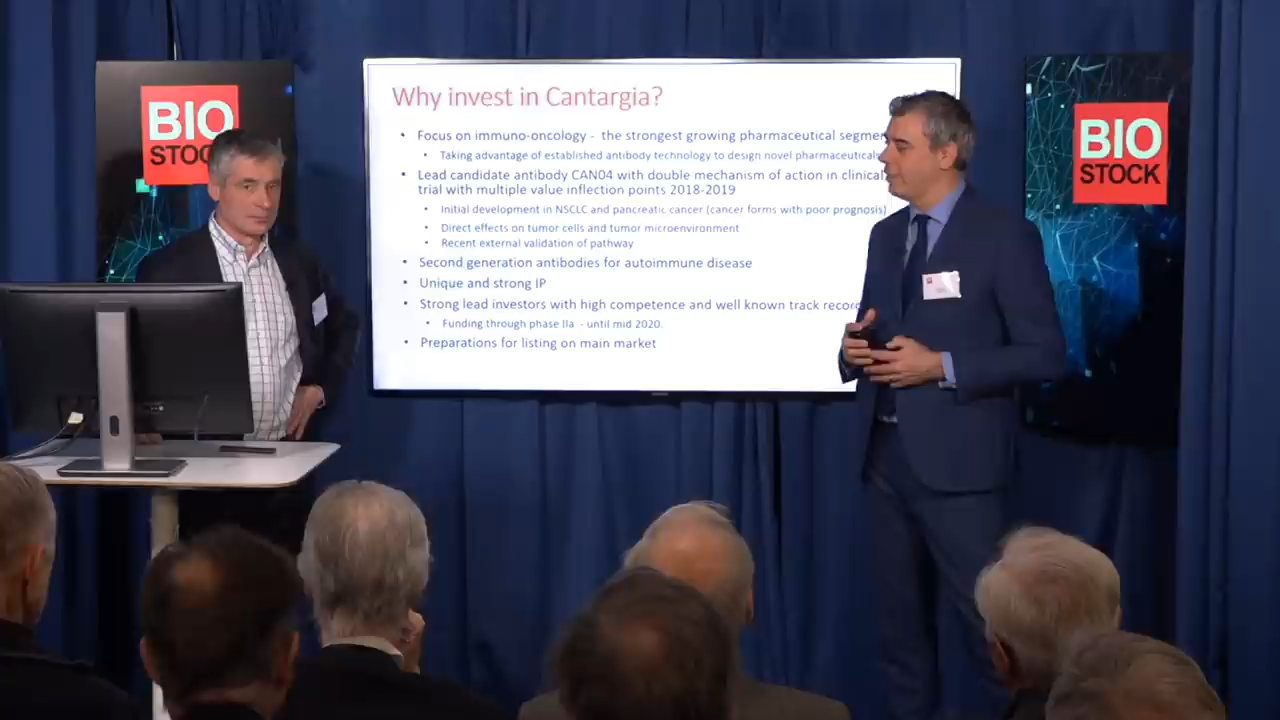 BIO
STOCK
Why invest in Cantargia?
• Focus on immuno-oncology - the strongest growing pharmaceutical
• Taking advantage of established antibody technology to design novel pharmaceuticals
• Lead candidate antibody CAN04 with double mechanism of action in clinical
trial with multiple value inflection points 2018-2019
• Initial development in NSCLC and pancreatic cancer (cancer forms with poor prognosis)
• Direct effects on tumor cells and tumor microenvironment
• Recent external validation of pathway
• Second generation antibodies for autoimmune disease
• Unique and strong IP
• Strong lead investors with high competence and well known track
• Funding through phase IIa - until mid 2020.
• Preparations for listing on main market
BIO
STOCK